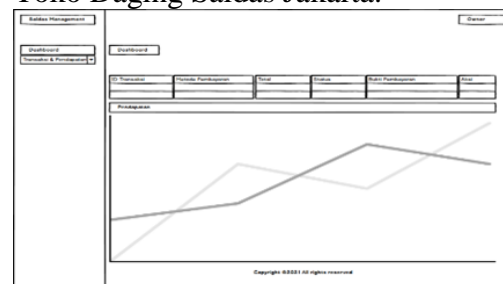 Toko Daging Saldas Jakarta.
Saldas Management
Owner
Dashboard
Dashboard
Transaksi & Pendapatan
ID Transaksi
Metode Pembayaran
Total
Status
Bukti Pembayaran
Aksi
Pendapatan
Copyright ©2021 All rights reserved